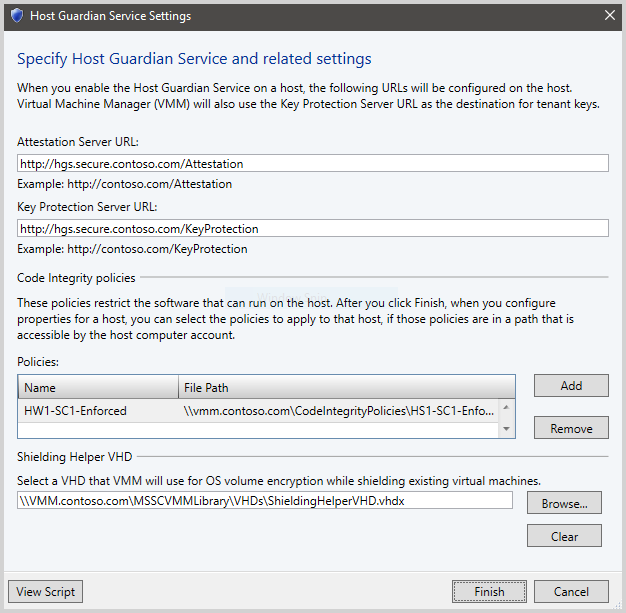 Host Guardian Service Settings
Specify Host Guardian Service and related settings
When you enable the Host Guardian Service on a host, the following URLs will be configured on the host.
Virtual Machine Manager (VMM) will also use the Key Protection Server URL as the destination for tenant keys.
Attestation Server URL:
http://hgs.secure.contoso.com/Attestation
Example: http://contoso.com/Attestation
Key Protection Server URL:
http://hgs.secure.contoso.com/KeyProtection
Example: http://contoso.com/KeyProtection
Code Integrity policies
These policies restrict the software that can run on the host. After you click Finish, when you configure
properties for a host, you can select the policies to apply to that host, if those policies are in a path that is
accessible by the host computer account.
Policies:
Name File Path
HW1-SC1-Enforced \\vmm.contoso.com\CodeIntegrityPolicies\HS1-SC1-Enfo...
Add
Remove
Shielding Helper VHD
Select a VHD that VMM will use for OS volume encryption while shielding existing virtual machines.
\\VMM.contoso.com\MSSCVMMLibrary\VHDs\ShieldingHelperVHD.vhdx
Browse...
Clear
View Script Finish Cancel